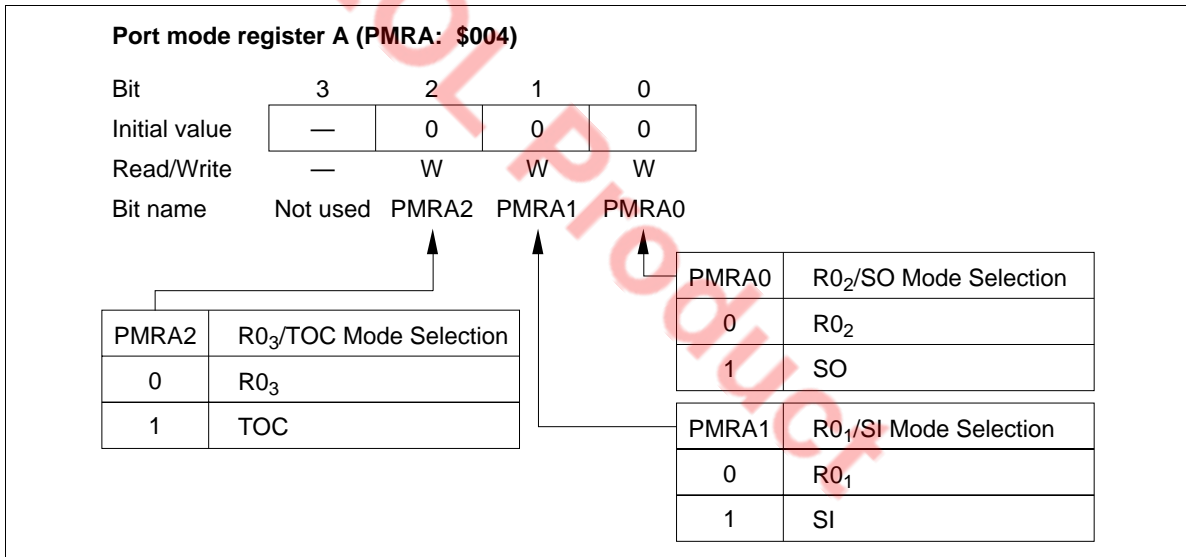 Port mode register A (PMRA: $004)
Bit 3 2 1 0
Initial value — 0 0 0
Read/Write — W W W
Bit name Not used PMRA2 PMRA1 PMRA0
PMRA0 R0₂/SO Mode Selection
0 R0₂
1 SO
PMRA2 R0₃/TOC Mode Selection
0 R0₃
1 TOC
PMRA1 R0₁/SI Mode Selection
0 R0₁
1 SI
OL Product